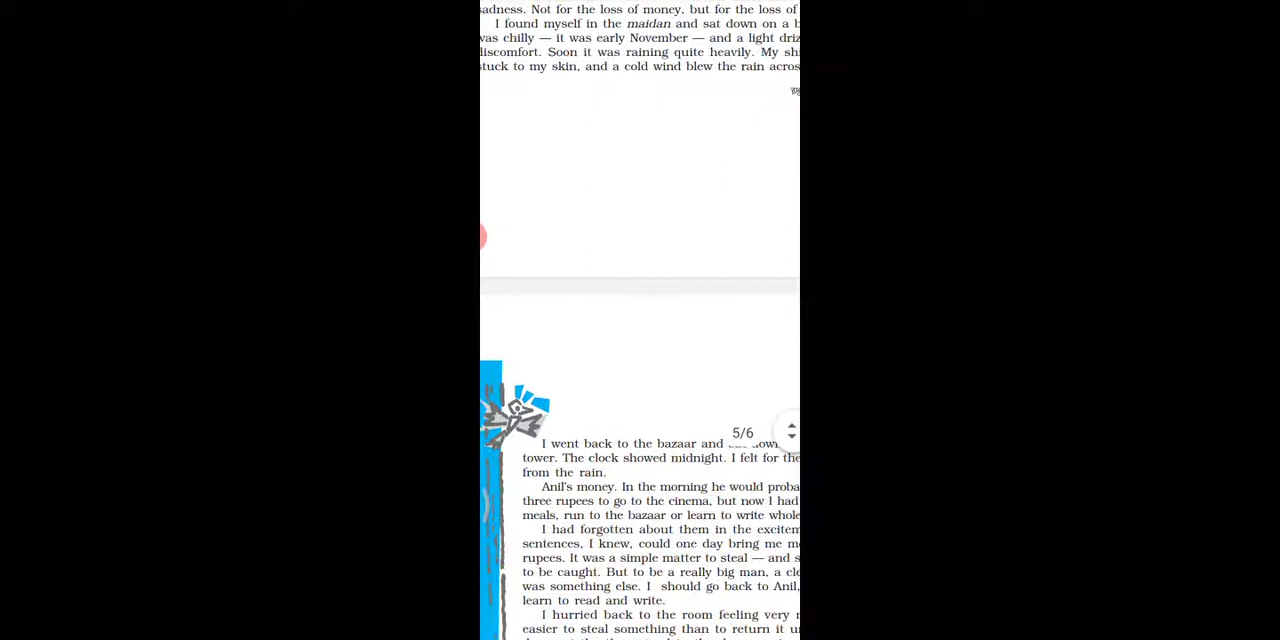 sadness. Not for the loss of money, but for the loss of
I found myself in the maidan and sat down on a
was chilly — it was early November — and a light
discomfort. Soon it was raining quite heavily. My
stuck to my skin, and a cold wind blew the rain
I went back to the bazaar and down
5/6
tower. The clock showed midnight. I felt for the
from the rain.
Anil's money. In the morning he would
three rupees to go to the cinema, but now I had
meals, run to the bazaar or learn to write whole
I had forgotten about them in the
sentences, I knew, could one day bring me
rupees. It was a simple matter to steal — and
to be caught. But to be a really big man, a
was something else. I should go back to Anil,
learn to read and write.
I hurried back to the room feeling very
easier to steal something than to return it